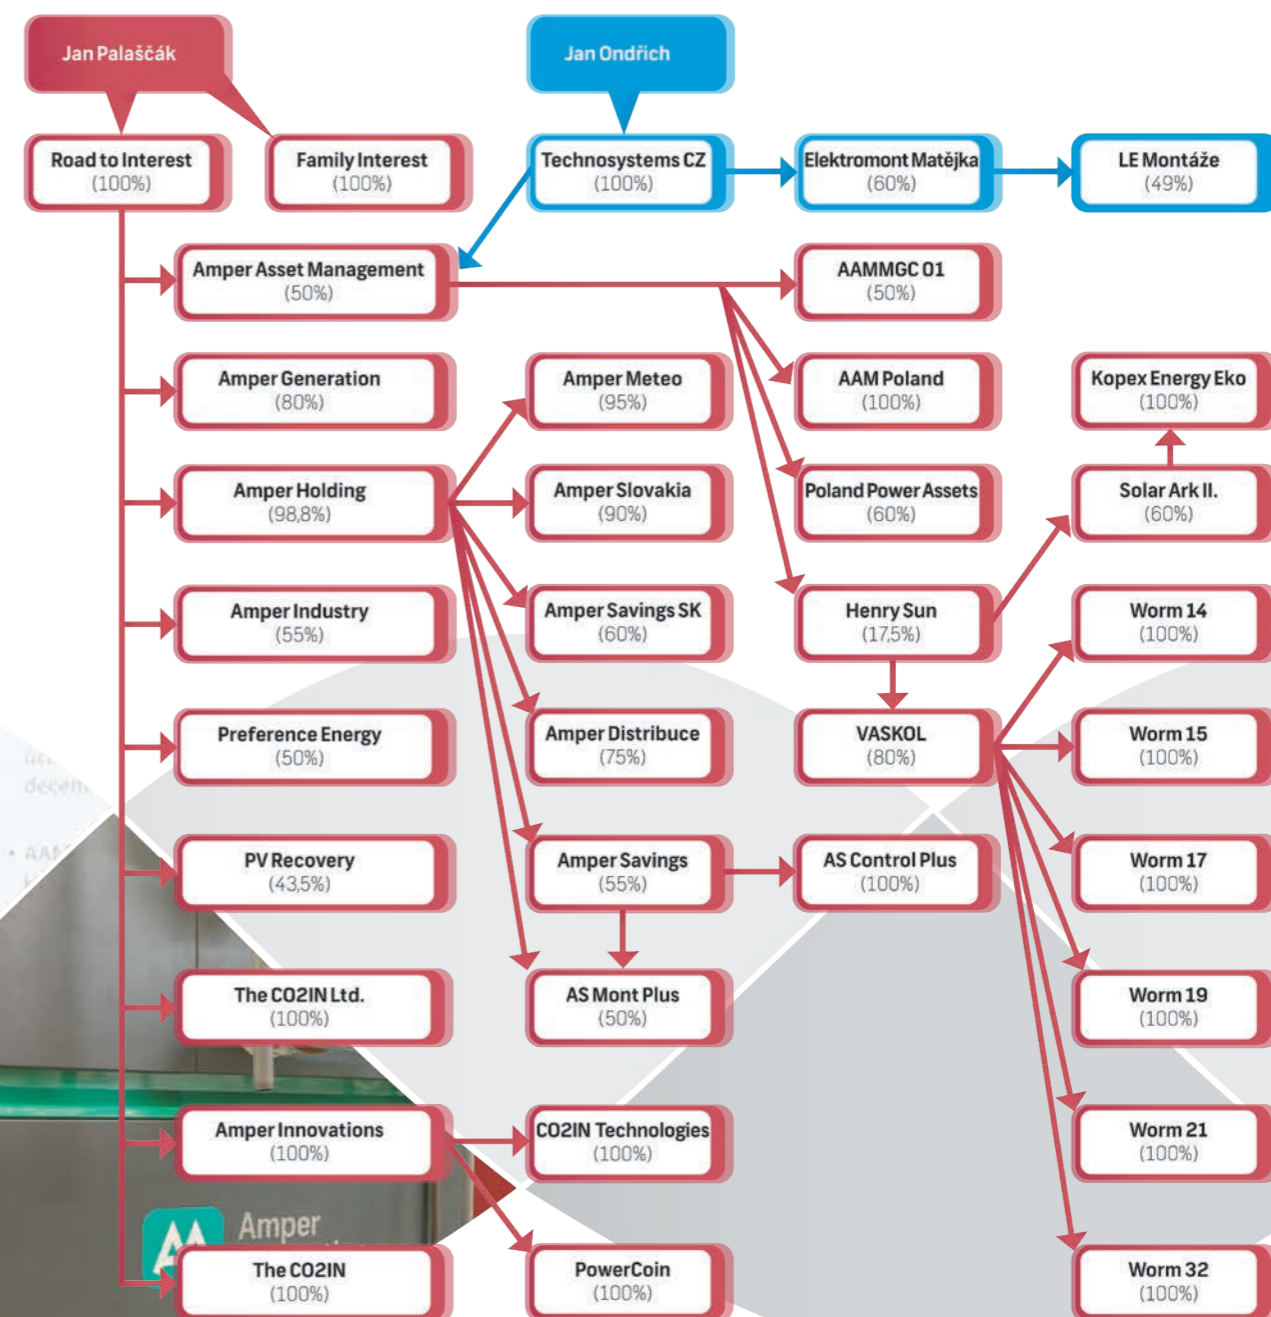 Jan Palaščák
Jan Ondřich
Road to Interest
(100%)
Family Interest
(100%)
Technosystems CZ
(100%)
Elektromont Matějka
(60%)
LE Montáže
(49%)
Amper Asset Management
(50%)
AAMMGC 01
(50%)
Amper Generation
(80%)
Amper Meteo
(95%)
AAM Poland
(100%)
Kopex Energy Eko
(100%)
Amper Holding
(98,8%)
Amper Slovakia
(90%)
Poland Power Assets
(60%)
Solar Ark II.
(60%)
Amper Industry
(55%)
Amper Savings SK
(60%)
Henry Sun
(17,5%)
Worm 14
(100%)
Preference Energy
(50%)
Amper Distribuce
(75%)
VASKOL
(80%)
Worm 15
(100%)
PV Recovery
(43,5%)
Amper Savings
(55%)
AS Control Plus
(100%)
Worm 17
(100%)
The CO2IN Ltd.
(100%)
AS Mont Plus
(50%)
Worm 19
(100%)
Amper Innovations
(100%)
CO2IN Technologies
(100%)
Worm 21
(100%)
Amper
The CO2IN
(100%)
PowerCoin
(100%)
Worm 32
(100%)